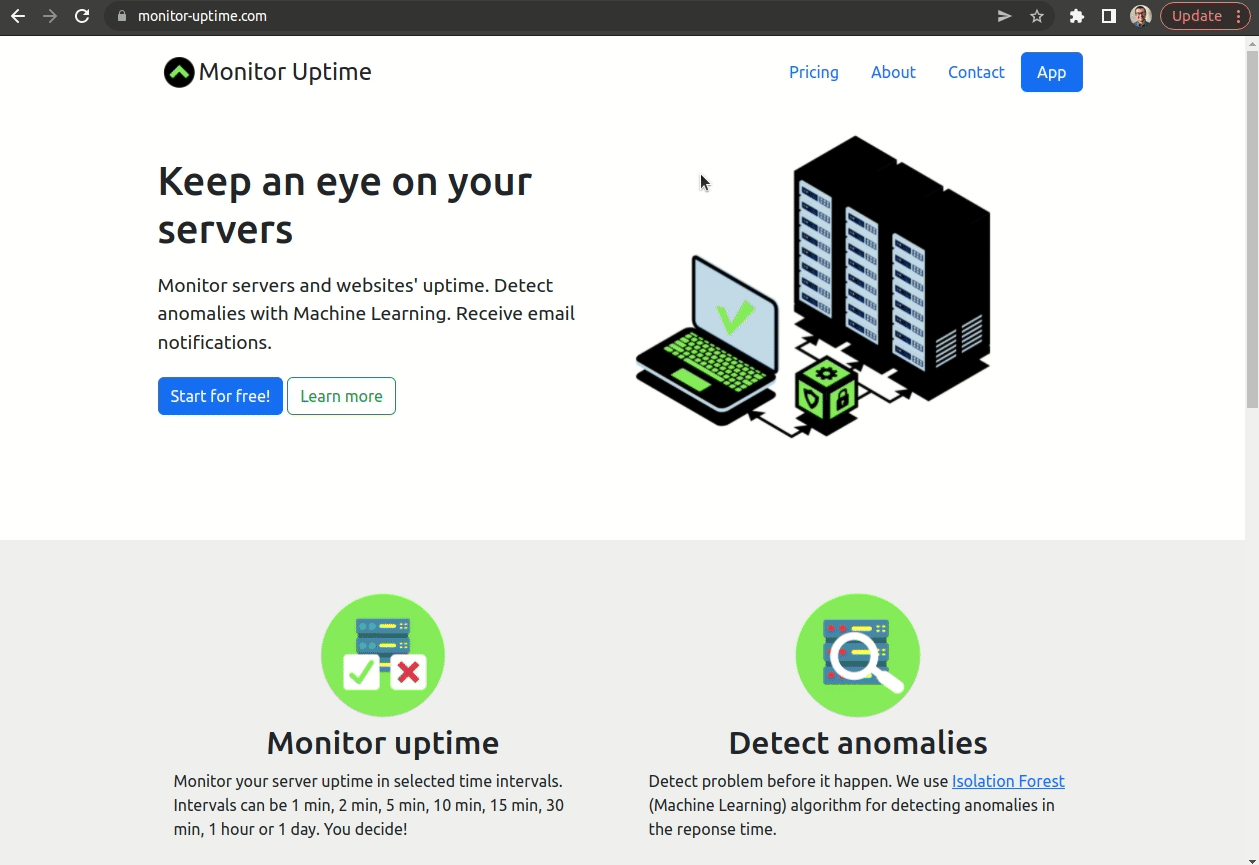 monitor-uptime.com
Update
Monitor Uptime
Pricing
About
Contact
App
Keep an eye on your
servers
Monitor servers and websites' uptime. Detect
anomalies with Machine Learning. Receive email
notifications.
Start for free!
Learn more
Monitor uptime
Monitor your server uptime in selected time intervals.
Intervals can be 1 min, 2 min, 5 min, 10 min, 15 min, 30
min, 1 hour or 1 day. You decide!
Detect anomalies
Detect problem before it happen. We use Isolation Forest
(Machine Learning) algorithm for detecting anomalies in
the reponse time.